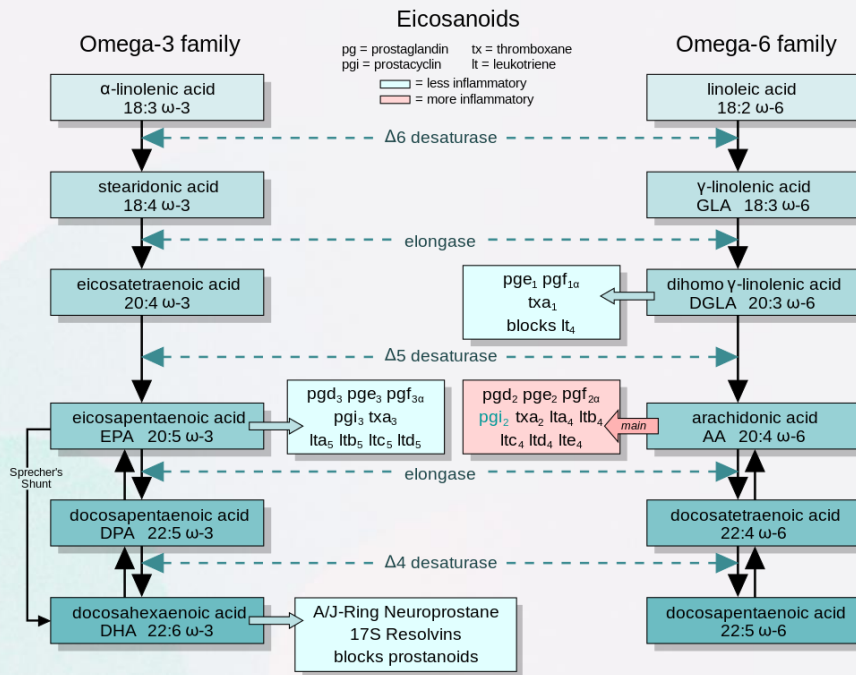 Eicosanoids
Omega-3 family
Omega-6 family
pg = prostaglandin tx = thromboxane
pgi = prostacyclin lt = leukotriene
= less inflammatory
= more inflammatory
α-linolenic acid
18:3 ω-3
linoleic acid
18:2 ω-6
Δ6 desaturase
stearidonic acid
18:4 ω-3
γ-linolenic acid
GLA 18:3 ω-6
elongase
eicosatetraenoic acid
20:4 ω-3
pge₁ pgf₁α
txa₁
blocks lt₄
dihomo γ-linolenic acid
DGLA 20:3 ω-6
Δ5 desaturase
eicosapentaenoic acid
EPA 20:5 ω-3
pgd₃ pge₃ pgf₃α
pgi₃ txa₃
lta₅ ltb₅ ltc₅ ltd₅
pgd₂ pge₂ pgf₂α
pgi₂ txa₂ lta₄ ltb₄
ltc₄ ltd₄ lte₄
main
arachidonic acid
AA 20:4 ω-6
Sprecher's
Shunt
elongase
docosapentaenoic acid
DPA 22:5 ω-3
docosatetraenoic acid
22:4 ω-6
Δ4 desaturase
docosahexaenoic acid
DHA 22:6 ω-3
A/J-Ring Neuroprostane
17S Resolvins
blocks prostanoids
docosapentaenoic acid
22:5 ω-6